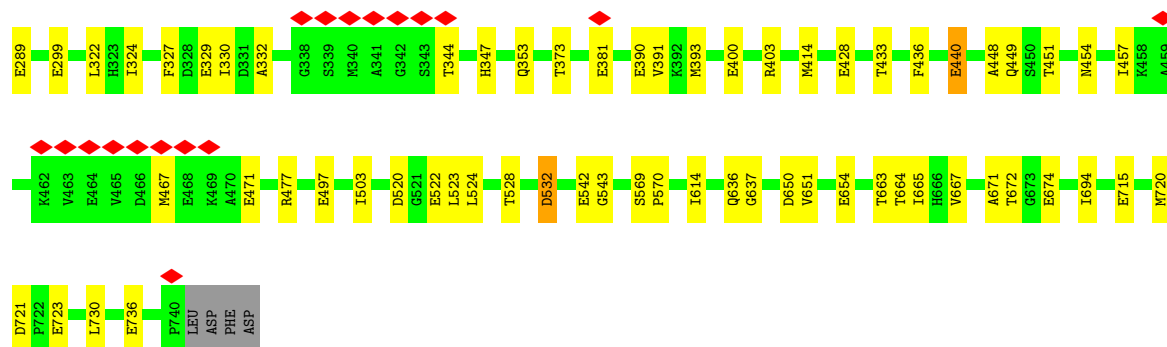 E289 E299 L322 H323 I324 F327 D328 E329 I330 D331 A332 G338 S339 M340 A341 G342 S343 T344 H347 Q353 T373 E381 E390 V391 K392 M393 E400 R403 M414 E428 T433 F436 E440 A448 Q449 S450 T451 N454 I457 K458 A459
K462 V463 E464 V465 D466 M467 E468 K469 A470 E471 R477 E497 I503 D520 G521 E522 L523 L524 T528 D532 E542 G543 S569 P570 I614 Q636 G637 D650 V651 E654 T663 T664 I665 H666 V667 A671 T672 G673 E674 I694 E715 M720
D721 P722 E723 L730 E736 P740 LEU ASP PHE ASP